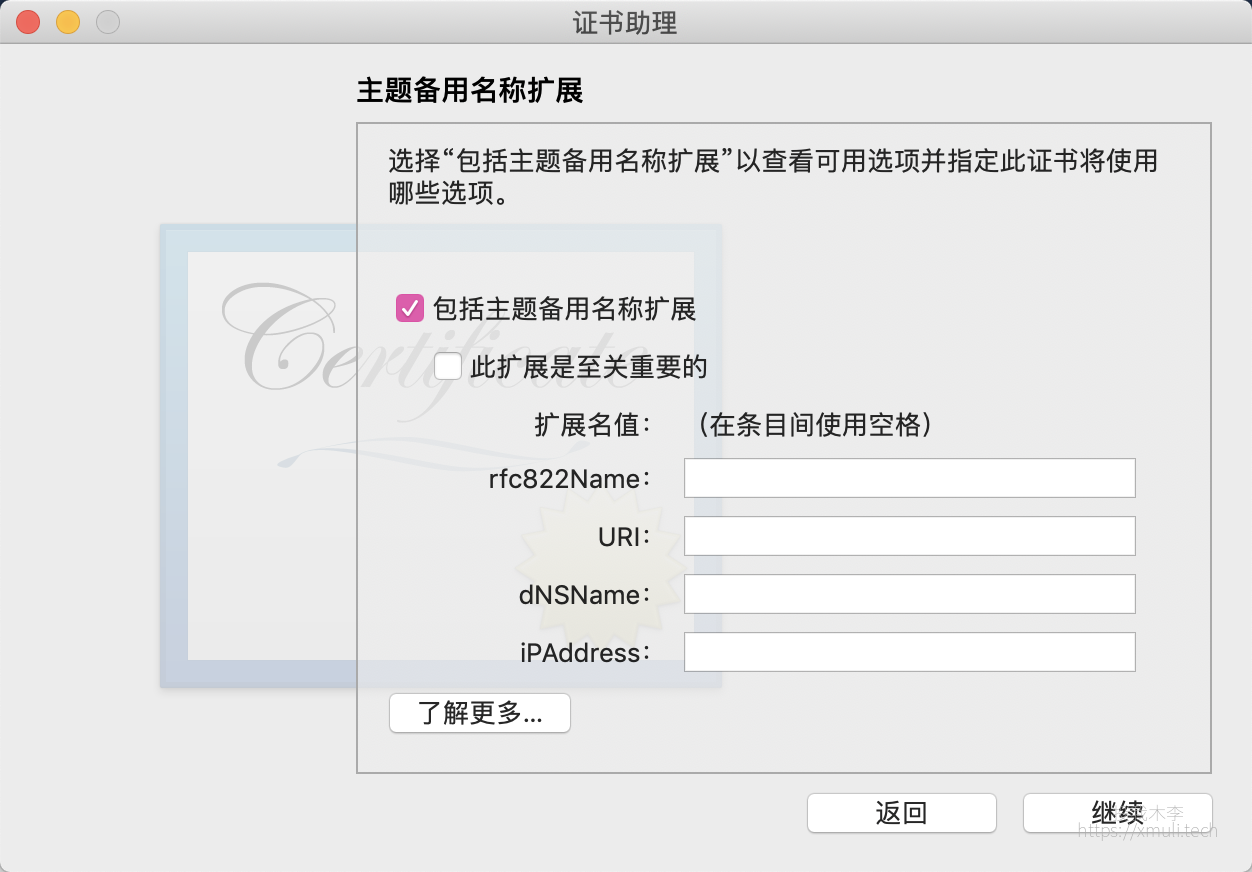 证书助理
主题备用名称扩展
选择“包括主题备用名称扩展”以查看可用选项并指定此证书将使用
哪些选项。
Certificate
包括主题备用名称扩展
此扩展是至关重要的
扩展名值：（在条目间使用空格）
rfc822Name：
URI：
dNSName：
iPAddress：
了解更多...
返回
继续
木李
https://xmuli.tech